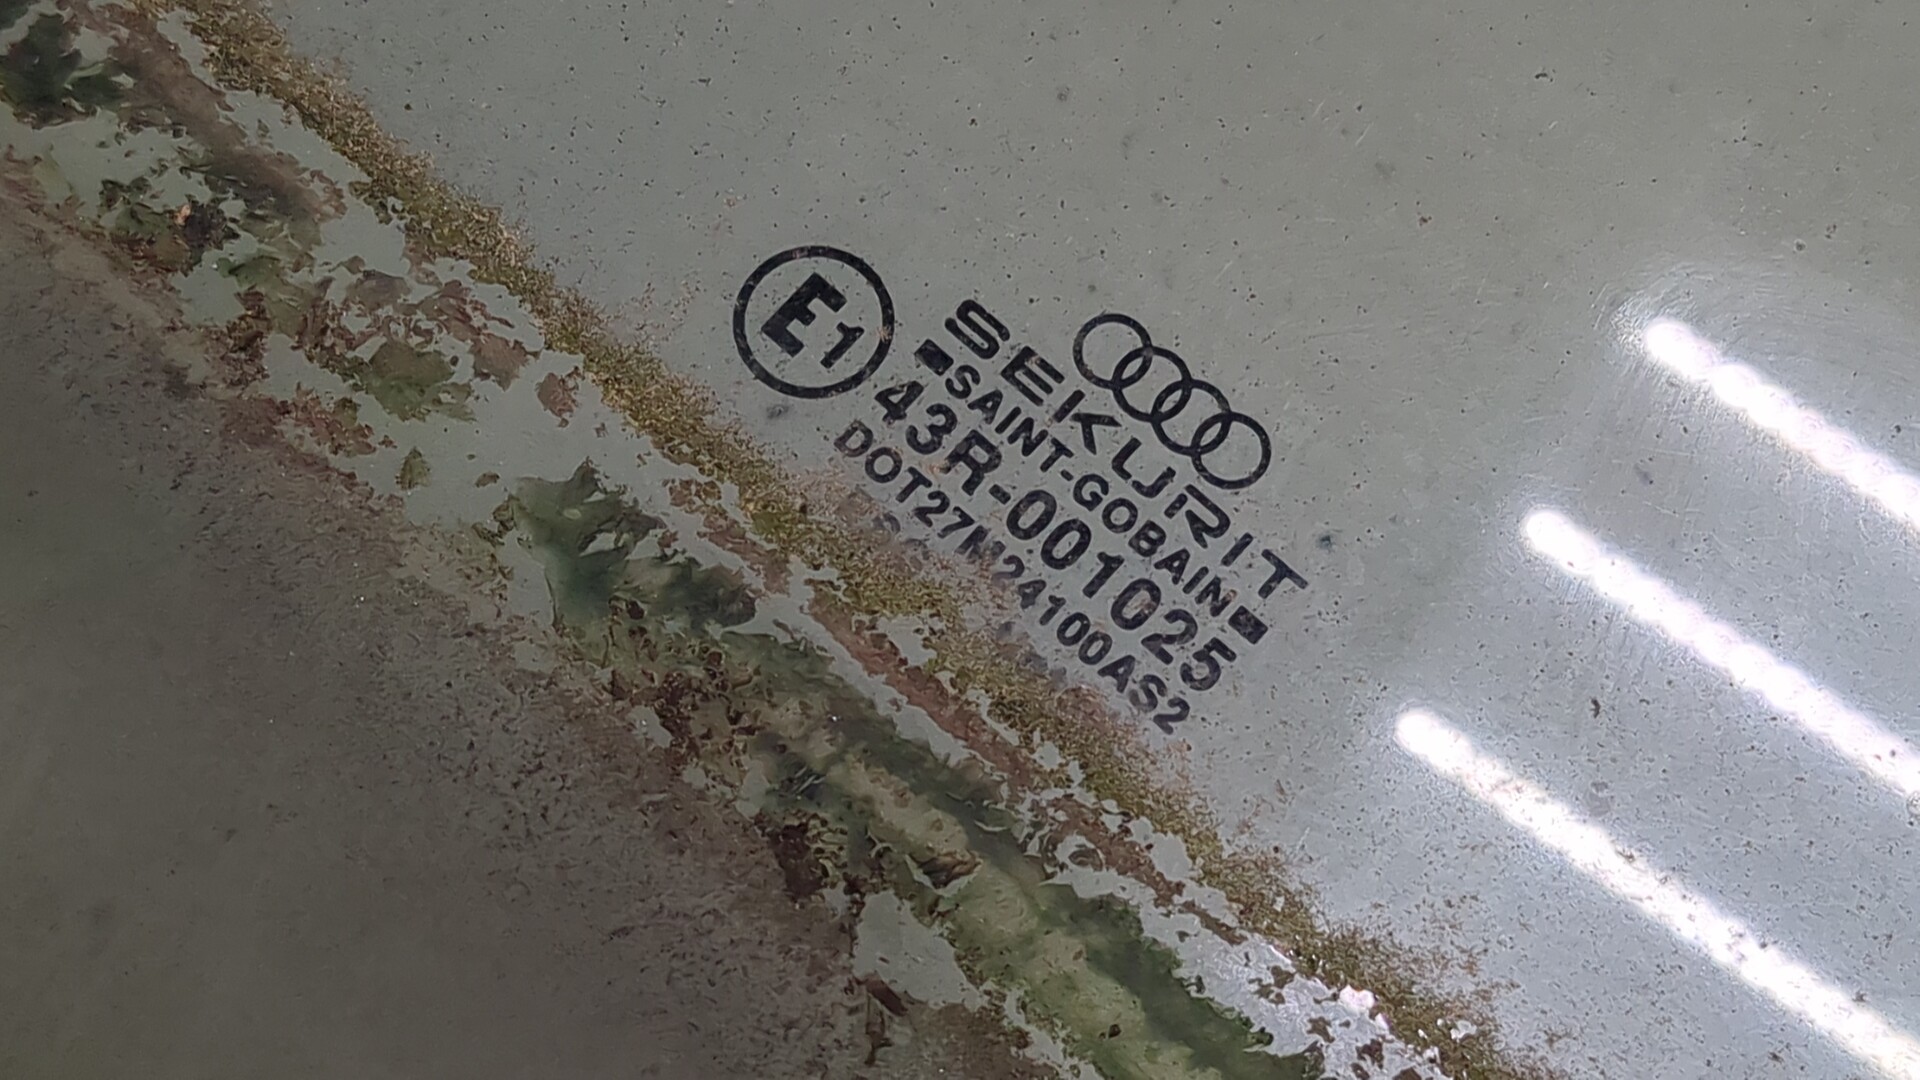 SEKURIT
SAINT-GOBAIN
E1
43R-001025
DOT27M24100AS2